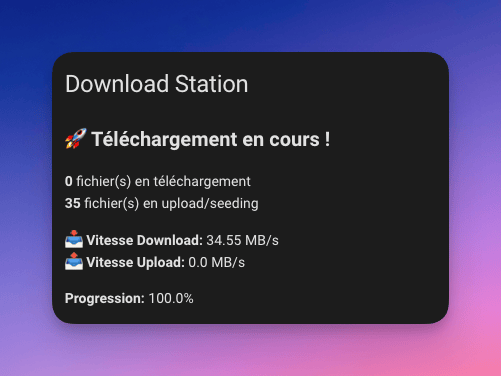 Download Station
🚀 Téléchargement en cours !
0 fichier(s) en téléchargement
35 fichier(s) en upload/seeding
📥 Vitesse Download: 34.55 MB/s
📤 Vitesse Upload: 0.0 MB/s
Progression: 100.0%